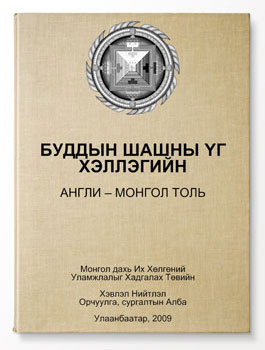 БУДДЫН ШАШНЫ ҮГ
ХЭЛЛЭГИЙН
АНГЛИ – МОНГОЛ ТОЛЬ
Монгол дахь Их Хөлгөний
Уламжлалыг Хадгалах Төвийн
Хэвлэл Нийтлэл
Орчуулга, сургалтын Алба
Улаанбаатар, 2009